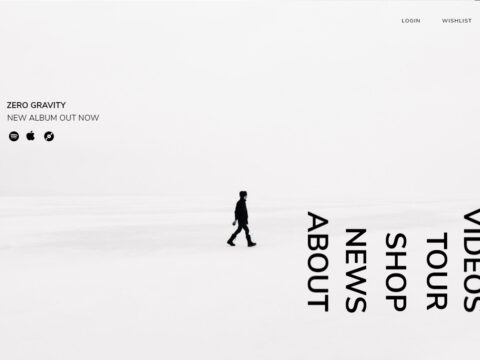 LOGIN
WISHLIST
ZERO GRAVITY
NEW ALBUM OUT NOW
ABOUT
NEWS
SHOP
TOUR
VIDEOS